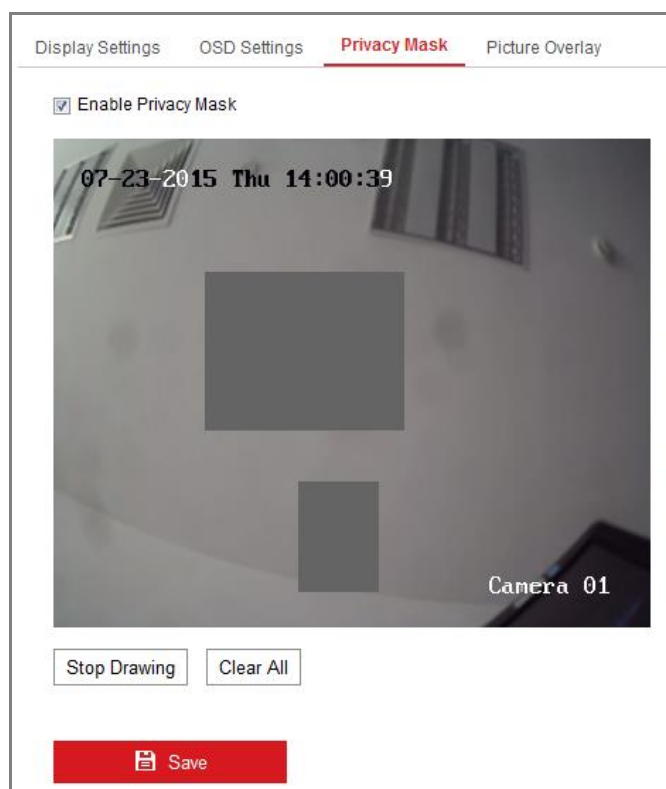 Display Settings OSD Settings Privacy Mask Picture Overlay
Enable Privacy Mask
07-23-2015 Thu 14:00:39
Camera 01
Stop Drawing Clear All
Save